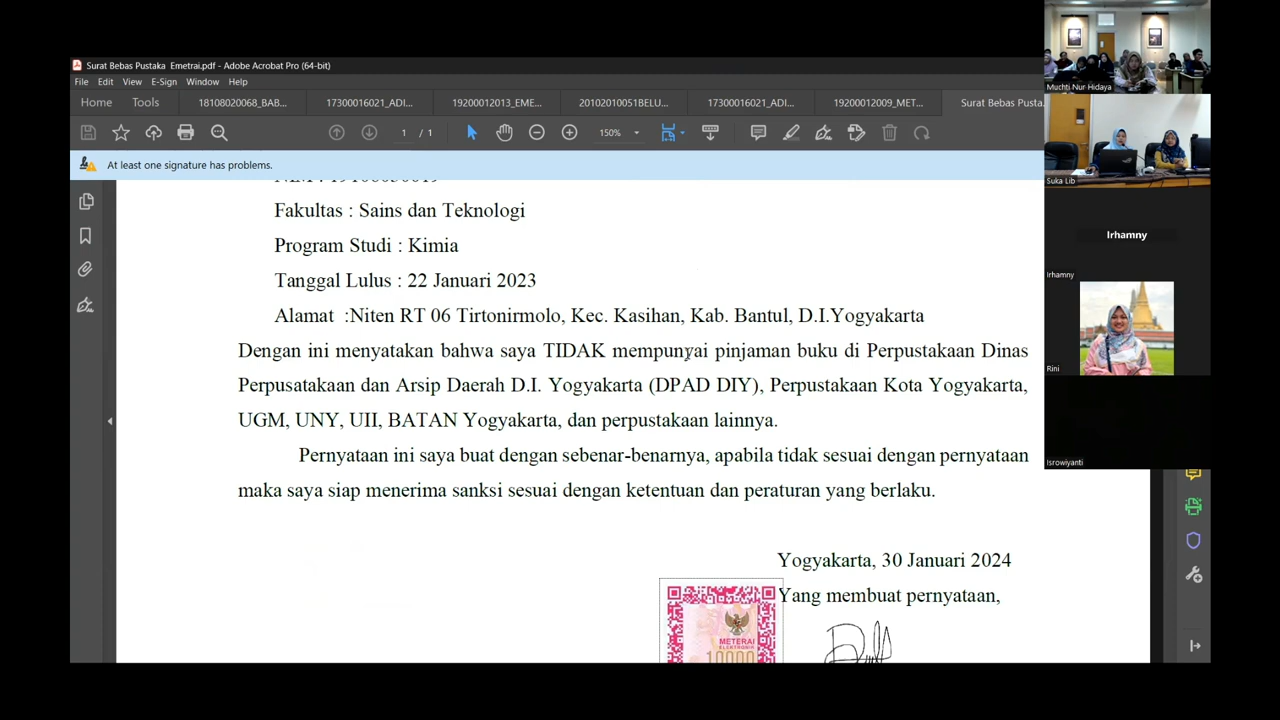 Surat Bebas Pustaka Emetrai.pdf - Adobe Acrobat Pro (64-bit)
File Edit View E-Sign Window Help
Home Tools 18108020068_BAB... 17300016021_ADI... 19200012013_EME... 20102010051BELU... 17300016021_ADI... 19200012009_MET... Surat Bebas Pusta...
1 / 1 150%
At least one signature has problems.
Fakultas : Sains dan Teknologi
Program Studi : Kimia
Tanggal Lulus : 22 Januari 2023
Alamat :Niten RT 06 Tirtonirmolo, Kec. Kasihan, Kab. Bantul, D.I.Yogyakarta
Dengan ini menyatakan bahwa saya TIDAK mempunyai pinjaman buku di Perpustakaan Dinas
Perpusatakaan dan Arsip Daerah D.I. Yogyakarta (DPAD DIY), Perpustakaan Kota Yogyakarta,
UGM, UNY, UII, BATAN Yogyakarta, dan perpustakaan lainnya.
Pernyataan ini saya buat dengan sebenar-benarnya, apabila tidak sesuai dengan pernyataan
maka saya siap menerima sanksi sesuai dengan ketentuan dan peraturan yang berlaku.
Yogyakarta, 30 Januari 2024
Yang membuat pernyataan,
METERAI
ELEKTRONIK
10000
Muchti Nur Hidaya
Suka Lib
Irhamny
Irhamny
Rini
Isrowiyanti